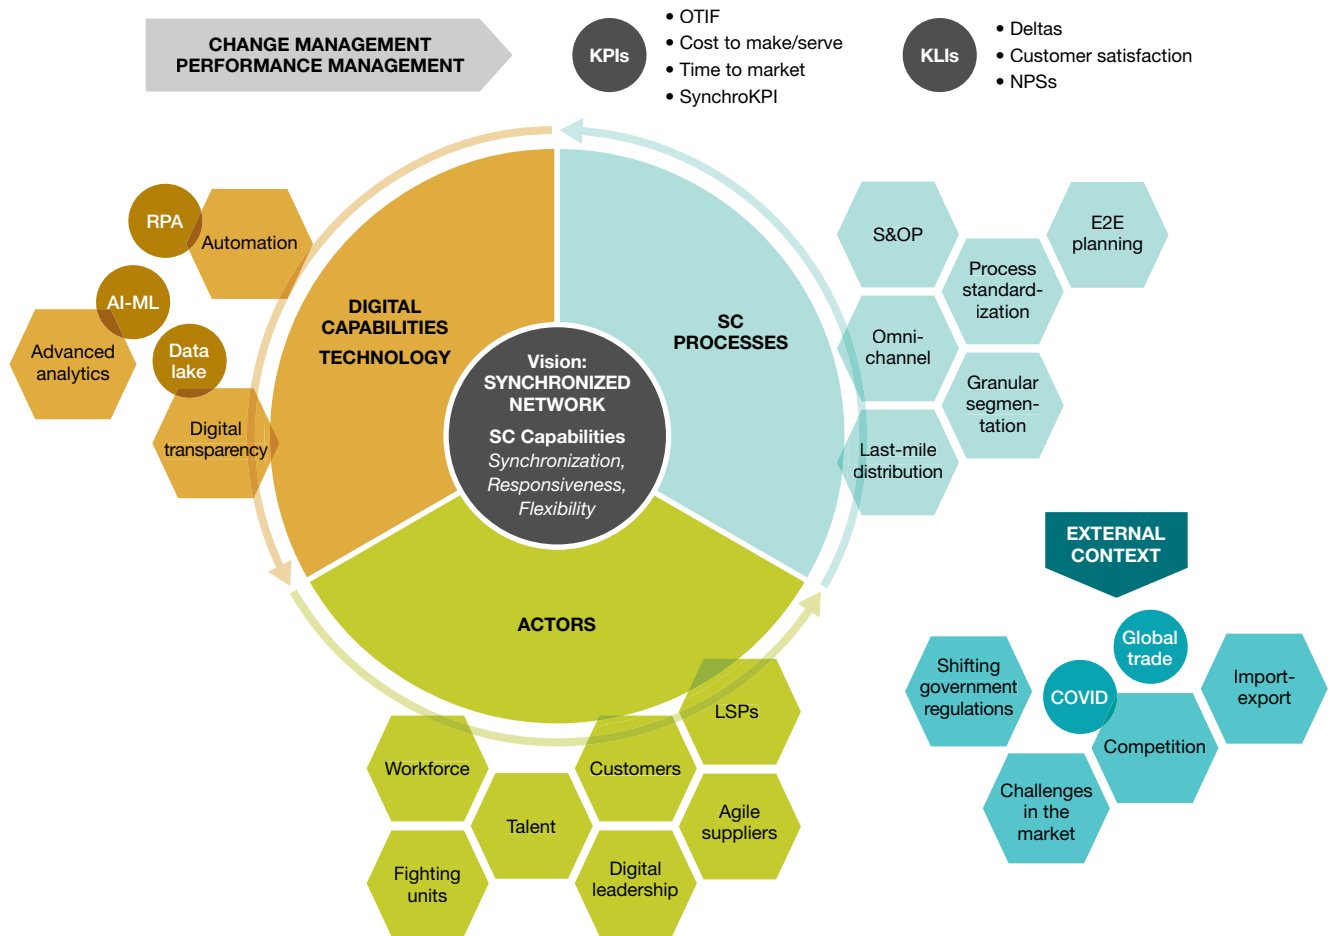 CHANGE MANAGEMENT
PERFORMANCE MANAGEMENT
KPIs
• OTIF
• Cost to make/serve
• Time to market
• SynchroKPI
KLIs
• Deltas
• Customer satisfaction
• NPSs
RPA
Automation
AI-ML
Advanced
analytics
Data
lake
Digital
transparency
DIGITAL
CAPABILITIES
TECHNOLOGY
SC
PROCESSES
Vision:
SYNCHRONIZED
NETWORK
SC Capabilities
Synchronization,
Responsiveness,
Flexibility
ACTORS
S&OP
E2E
planning
Process
standard-
ization
Omni-
channel
Granular
segmen-
tation
Last-mile
distribution
EXTERNAL
CONTEXT
Global
trade
Shifting
government
regulations
COVID
Import-
export
Competition
Challenges
in the
market
LSPs
Workforce
Customers
Talent
Agile
suppliers
Fighting
units
Digital
leadership